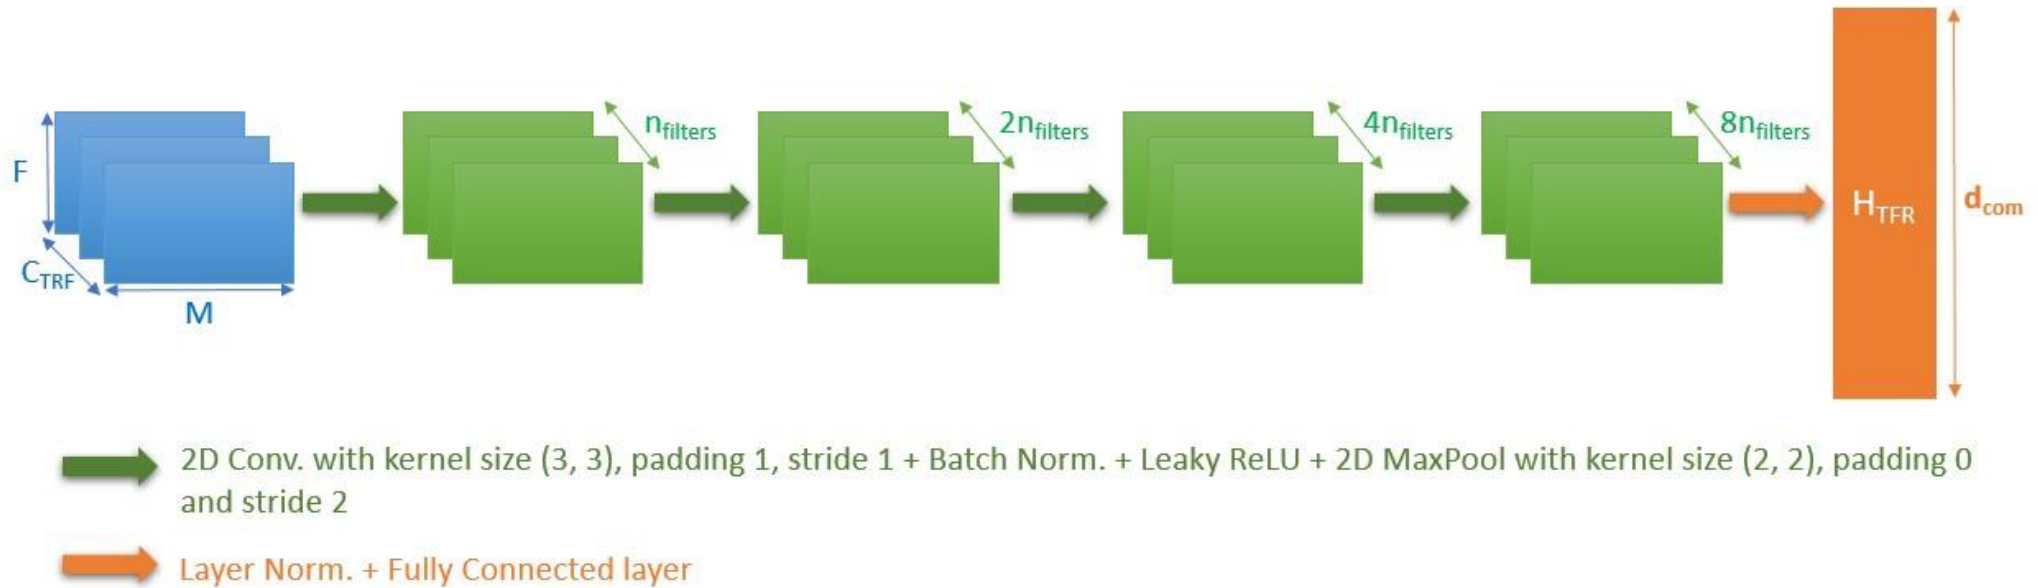 F
C_TRF
M
n_filters
2n_filters
4n_filters
8n_filters
H_TFR
d_com
2D Conv. with kernel size (3, 3), padding 1, stride 1 + Batch Norm. + Leaky ReLU + 2D MaxPool with kernel size (2, 2), padding 0
and stride 2
Layer Norm. + Fully Connected layer